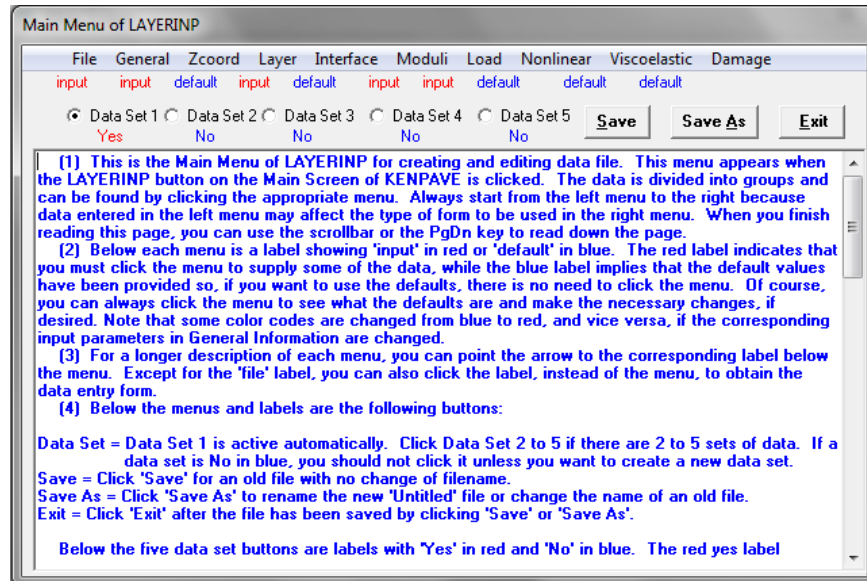 Main Menu of LAYERINP
File General Zcoord Layer Interface Moduli Load Nonlinear Viscoelastic Damage
input input default input default input input default default default
Data Set 1 Data Set 2 Data Set 3 Data Set 4 Data Set 5 Save Save As Exit
Yes No No No No
(1) This is the Main Menu of LAYERINP for creating and editing data file. This menu appears when
the LAYERINP button on the Main Screen of KENPAVE is clicked. The data is divided into groups and
can be found by clicking the appropriate menu. Always start from the left menu to the right because
data entered in the left menu may affect the type of form to be used in the right menu. When you finish
reading this page, you can use the scrollbar or the PgDn key to read down the page.
(2) Below each menu is a label showing 'input' in red or 'default' in blue. The red label indicates that
you must click the menu to supply some of the data, while the blue label implies that the default values
have been provided so, if you want to use the defaults, there is no need to click the menu. Of course,
you can always click the menu to see what the defaults are and make the necessary changes, if
desired. Note that some color codes are changed from blue to red, and vice versa, if the corresponding
input parameters in General Information are changed.
(3) For a longer description of each menu, you can point the arrow to the corresponding label below
the menu. Except for the 'file' label, you can also click the label, instead of the menu, to obtain the
data entry form.
(4) Below the menus and labels are the following buttons:
Data Set = Data Set 1 is active automatically. Click Data Set 2 to 5 if there are 2 to 5 sets of data. If a
data set is No in blue, you should not click it unless you want to create a new data set.
Save = Click 'Save' for an old file with no change of filename.
Save As = Click 'Save As' to rename the new 'Untitled' file or change the name of an old file.
Exit = Click 'Exit' after the file has been saved by clicking 'Save' or 'Save As'.
Below the five data set buttons are labels with 'Yes' in red and 'No' in blue. The red yes label